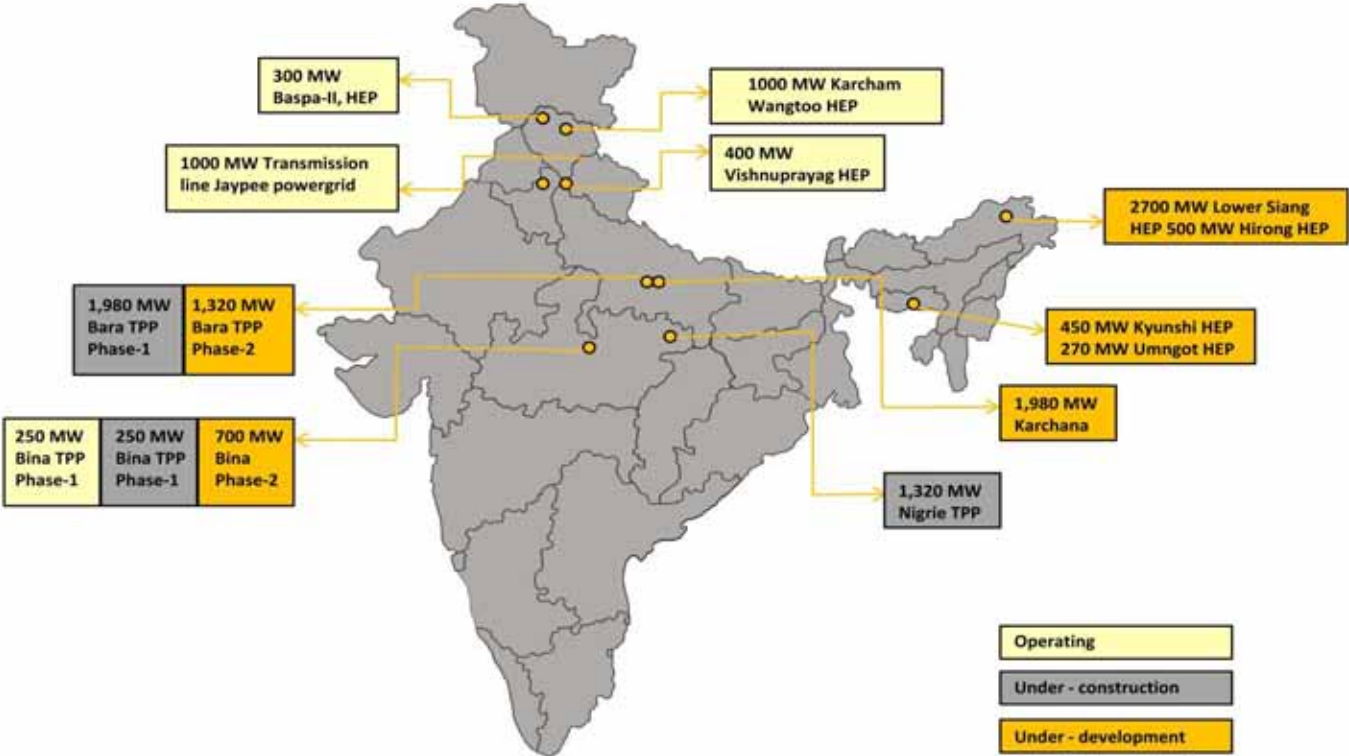 300 MW
Baspa-II, HEP
1000 MW Karcham
Wangtoo HEP
1000 MW Transmission
line Jaypee powergrid
400 MW
Vishnuprayag HEP
2700 MW Lower Siang
HEP 500 MW Hirong HEP
1,980 MW
Bara TPP
Phase-1
1,320 MW
Bara TPP
Phase-2
450 MW Kyunshi HEP
270 MW Umngot HEP
1,980 MW
Karchana
250 MW
Bina TPP
Phase-1
250 MW
Bina TPP
Phase-1
700 MW
Bina
Phase-2
1,320 MW
Nigrie TPP
Operating
Under - construction
Under - development